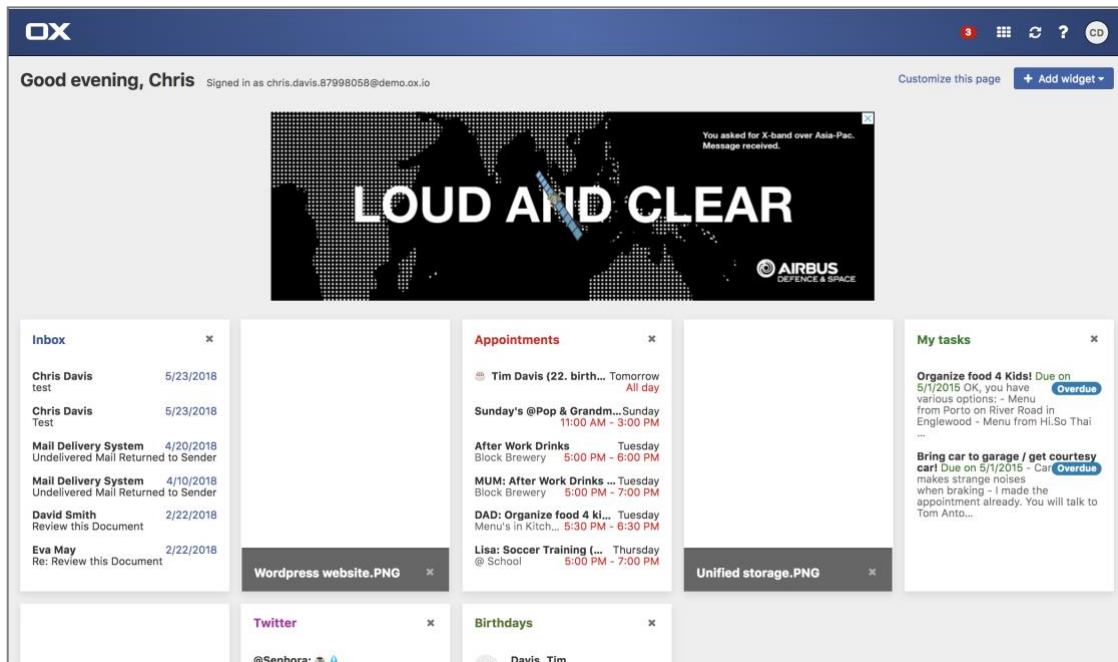 OX
3
?
CD
Good evening, Chris Signed in as chris.davis.87998058@demo.ox.io
Customize this page
+ Add widget
You asked for X-band over Asia-Pac.
Message received.
LOUD AND CLEAR
AIRBUS
DEFENCE & SPACE
Inbox
Chris Davis 5/23/2018
test
Chris Davis 5/23/2018
Test
Mail Delivery System 4/20/2018
Undelivered Mail Returned to Sender
Mail Delivery System 4/10/2018
Undelivered Mail Returned to Sender
David Smith 2/22/2018
Review this Document
Eva May 2/22/2018
Re: Review this Document
Wordpress website.PNG
Appointments
Tim Davis (22. birth... Tomorrow
All day
Sunday's @Pop & Grandm... Sunday
11:00 AM - 3:00 PM
After Work Drinks Tuesday
Block Brewery 5:00 PM - 6:00 PM
MUM: After Work Drinks ... Tuesday
Block Brewery 5:00 PM - 7:00 PM
DAD: Organize food 4 ki... Tuesday
Menu's in Kitch... 5:30 PM - 6:30 PM
Lisa: Soccer Training (... Thursday
@ School 5:00 PM - 7:00 PM
Unified storage.PNG
My tasks
Organize food 4 Kids! Due on
5/1/2015 OK, you have Overdue
various options: - Menu
from Porto on River Road in
Englewood - Menu from Hi.So Thai
...
Bring car to garage / get courtesy
car! Due on 5/1/2015 - Car Overdue
makes strange noises
when braking - I made the
appointment already. You will talk to
Tom Anto...
Twitter
@Sephora:
Birthdays
Davis, Tim